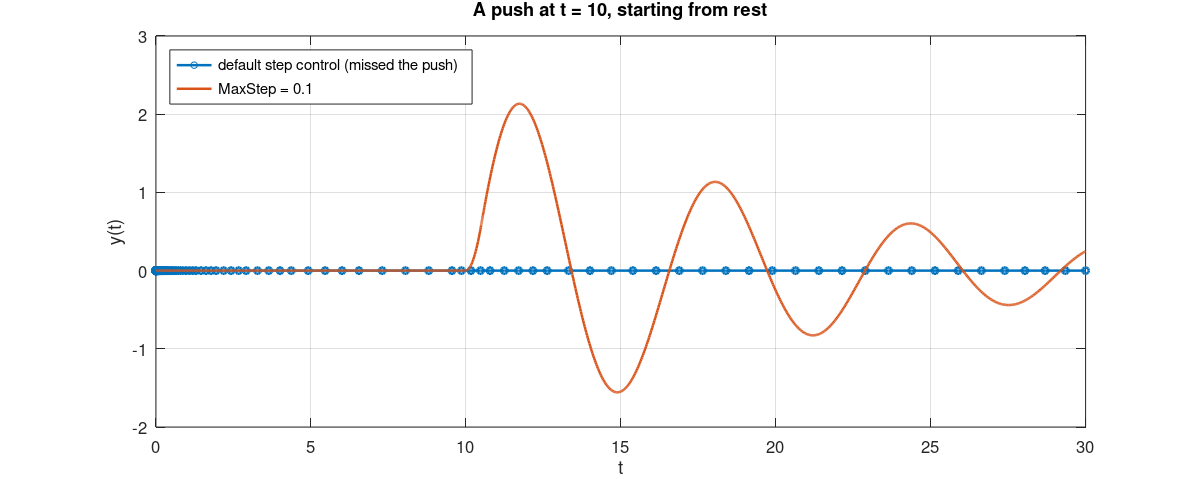 A push at t = 10, starting from rest
3
default step control (missed the push)
MaxStep = 0.1
2
1
y(t)
0
-1
-2
0 5 10 15 20 25 30
t